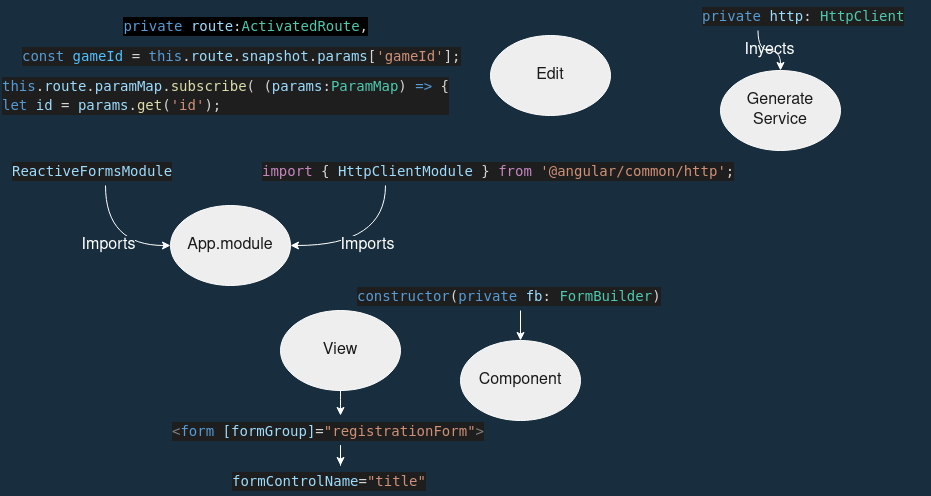 private route:ActivatedRoute,
const gameId = this.route.snapshot.params['gameId'];
this.route.paramMap.subscribe( (params:ParamMap) => {
let id = params.get('id');
Edit
private http: HttpClient
Inyects
Generate
Service
ReactiveFormsModule
import { HttpClientModule } from '@angular/common/http';
Imports
App.module
Imports
constructor(private fb: FormBuilder)
View
Component
<form [formGroup]="registrationForm">
formControlName="title"